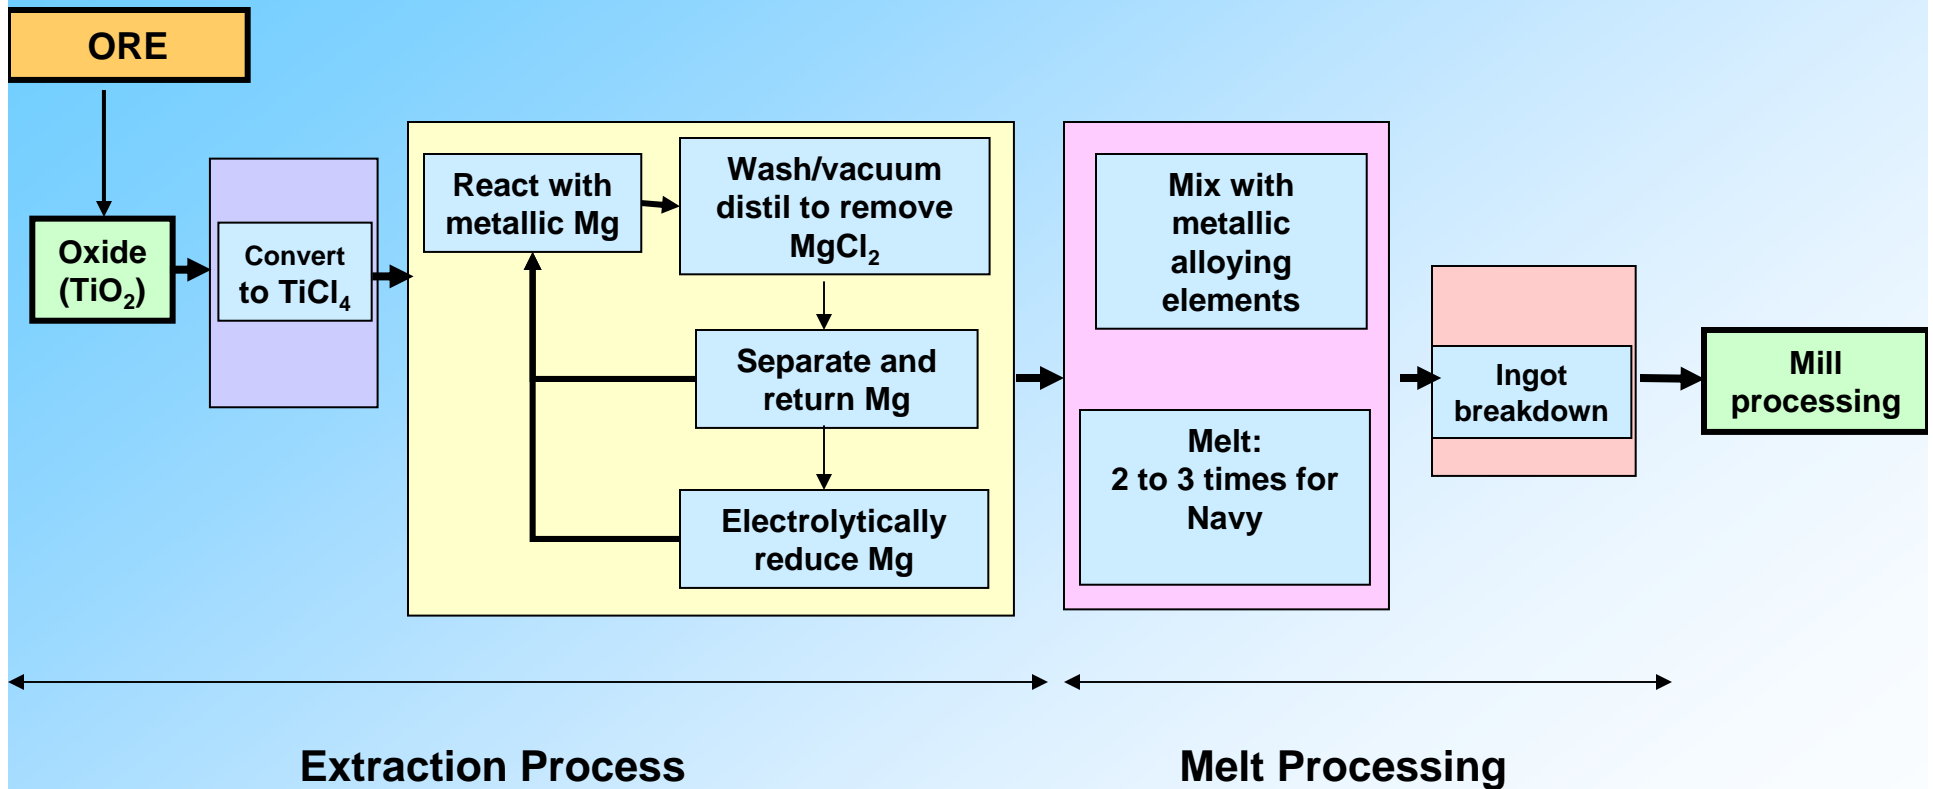 ORE
Oxide
(TiO₂)
Convert
to TiCl₄
React with
metallic Mg
Wash/vacuum
distil to remove
MgCl₂
Separate and
return Mg
Electrolytically
reduce Mg
Mix with
metallic
alloying
elements
Melt:
2 to 3 times for
Navy
Ingot
breakdown
Mill
processing
Extraction Process
Melt Processing